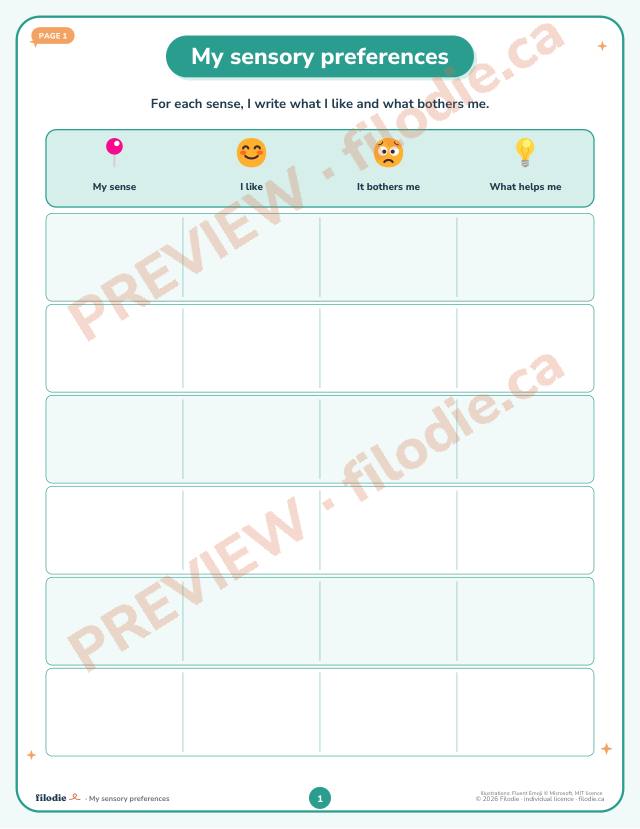 PAGE 1
My sensory preferences
For each sense, I write what I like and what bothers me.
My sense
I like
It bothers me
What helps me
PREVIEW · filodie.ca
PREVIEW · filodie.ca
filodie · My sensory preferences
1
Illustrations: Fluent Emoji © Microsoft, MIT licence
© 2026 Filodie · Individual licence · filodie.ca